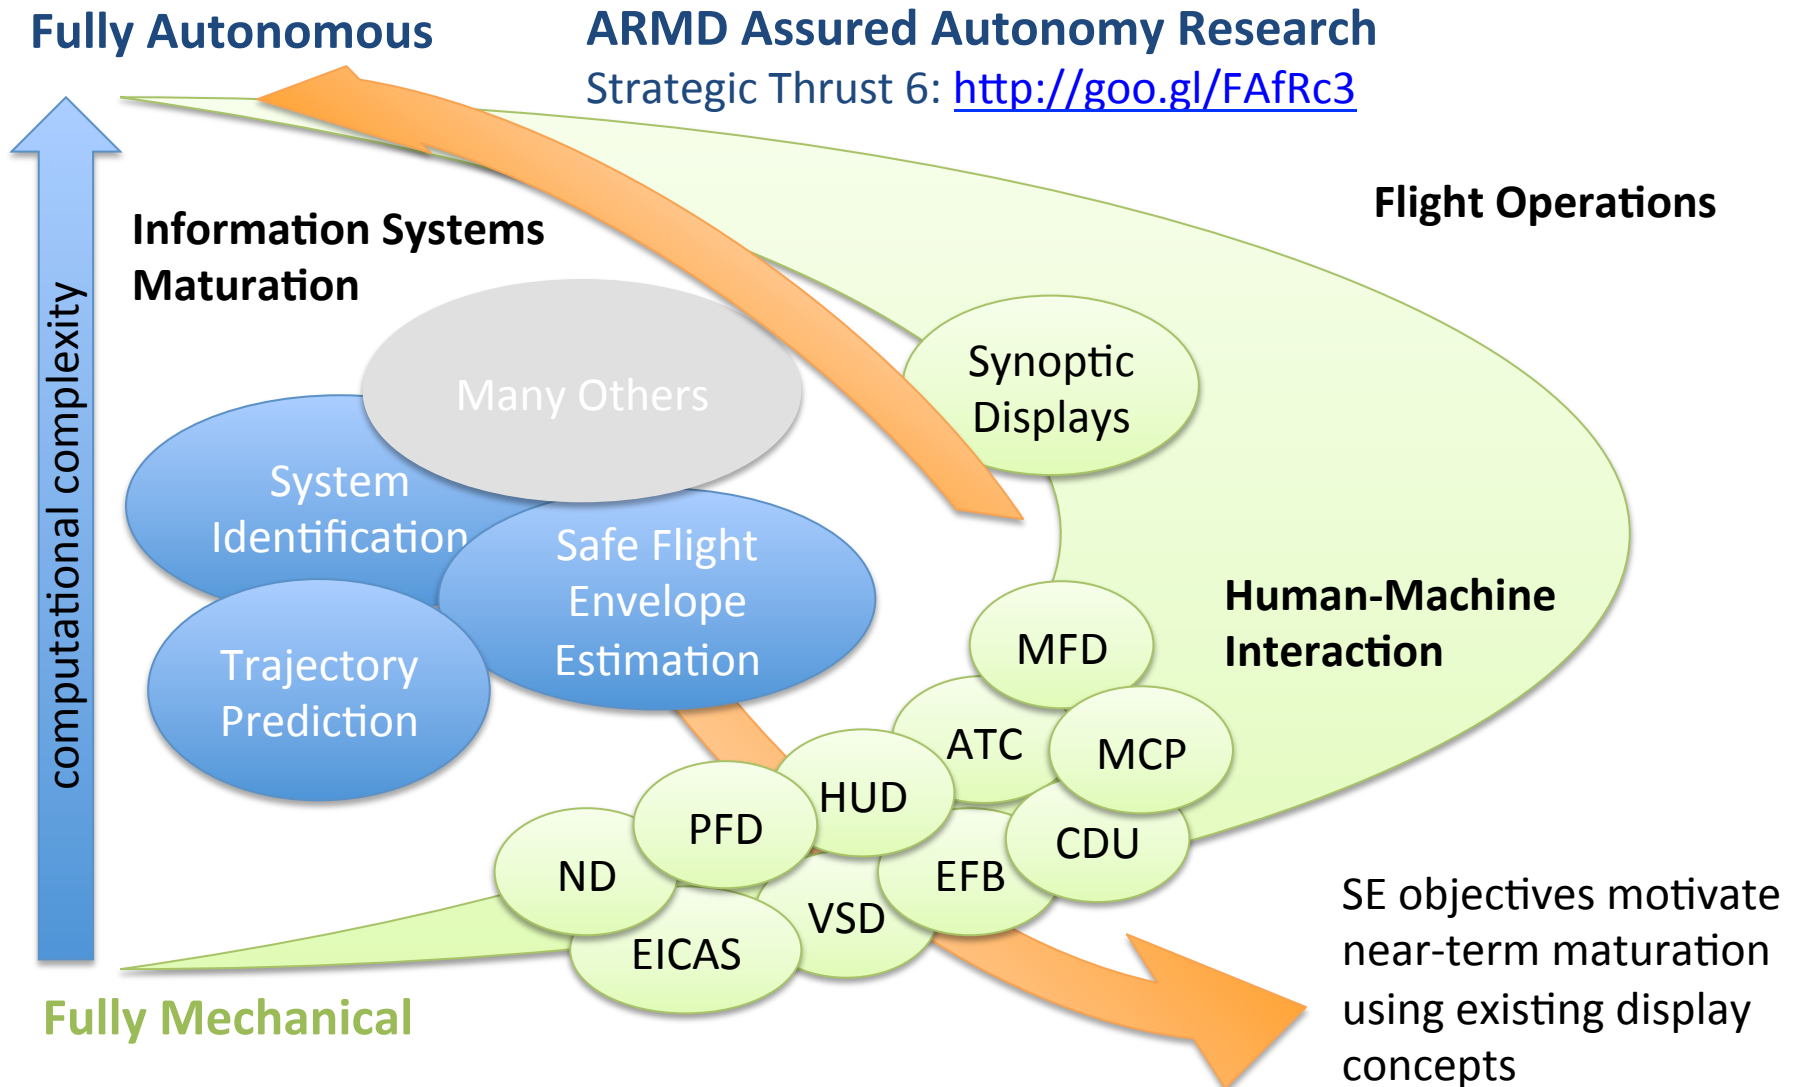 Fully Autonomous
ARMD Assured Autonomy Research
Strategic Thrust 6: http://goo.gl/FAfRc3
Flight Operations
Information Systems
Maturation
computational complexity
Many Others
Synoptic
Displays
System
Identification
Safe Flight
Envelope
Estimation
Trajectory
Prediction
Human-Machine
Interaction
MFD
ATC
MCP
HUD
PFD
CDU
ND
EFB
VSD
EICAS
SE objectives motivate
near-term maturation
using existing display
concepts
Fully Mechanical